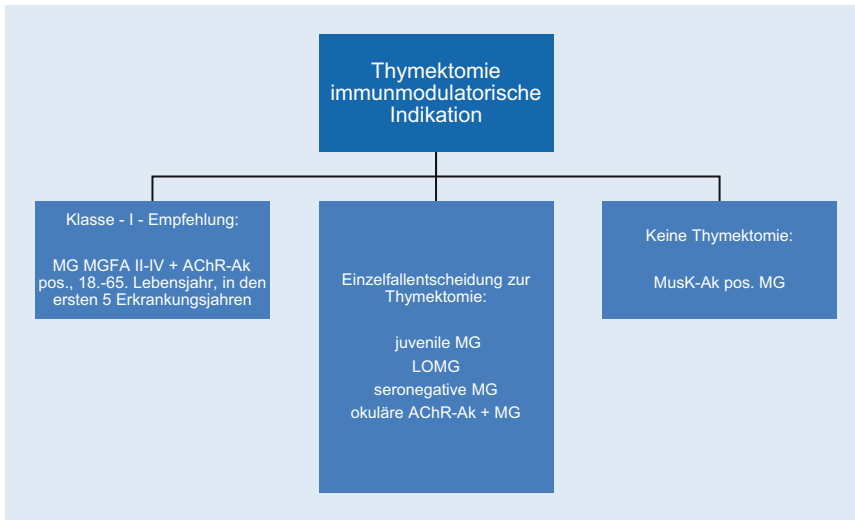 Thymektomie
immunmodulatorische
Indikation
Klasse - I - Empfehlung:
MG MGFA II-IV + AChR-Ak
pos., 18.-65. Lebensjahr, in den
ersten 5 Erkrankungsjahren
Einzelfallentscheidung zur
Thymektomie:
juvenile MG
LOMG
seronegative MG
okuläre AChR-Ak + MG
Keine Thymektomie:
MusK-Ak pos. MG